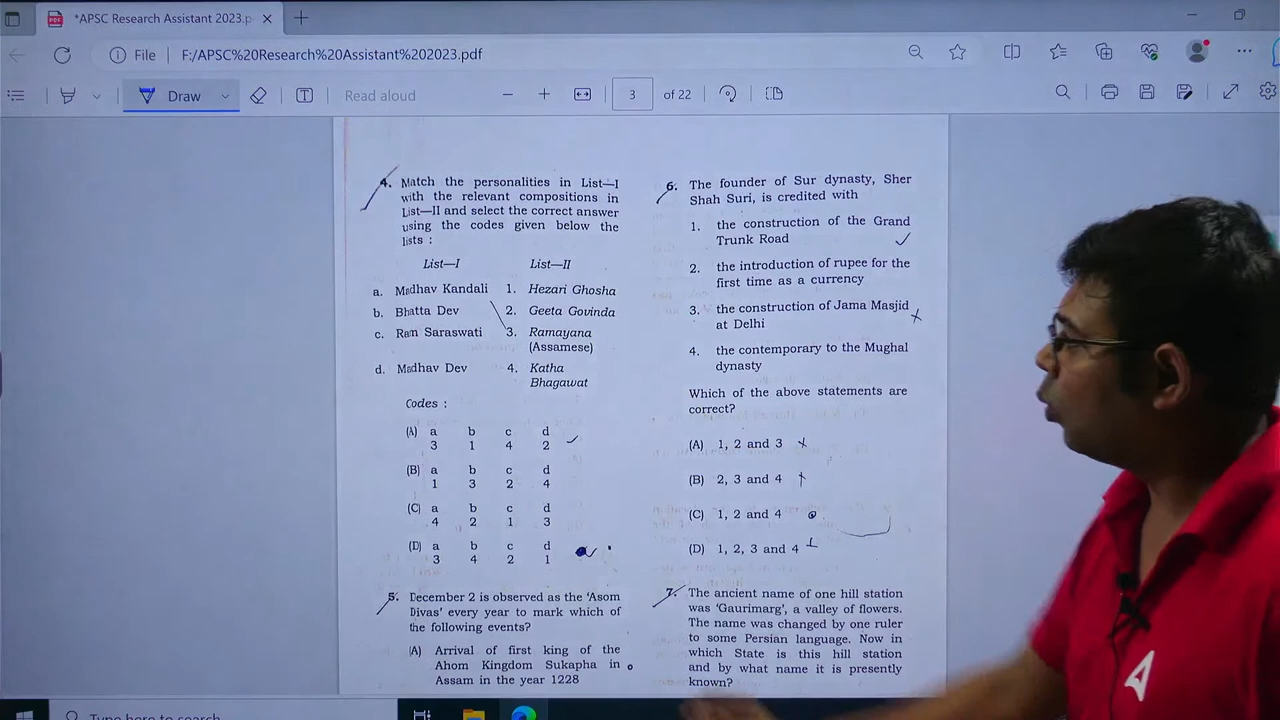 *APSC Research Assistant 2023.p
File F:/APSC%20Research%20Assistant%202023.pdf
Draw Read aloud 3 of 22
4. Match the personalities in List—I
with the relevant compositions in
List—II and select the correct answer
using the codes given below the
lists :
List—I List—II
a. Madhav Kandali 1. Hezari Ghosha
b. Bhatta Dev 2. Geeta Govinda
c. Ram Saraswati 3. Ramayana
(Assamese)
d. Madhav Dev 4. Katha
Bhagawat
Codes :
(A) a b c d
3 1 4 2
(B) a b c d
1 3 2 4
(C) a b c d
4 2 1 3
(D) a b c d
3 4 2 1
5. December 2 is observed as the 'Asom
Divas' every year to mark which of
the following events?
(A) Arrival of first king of the
Ahom Kingdom Sukapha in
Assam in the year 1228
6. The founder of Sur dynasty, Sher
Shah Suri, is credited with
1. the construction of the Grand
Trunk Road
2. the introduction of rupee for the
first time as a currency
3. the construction of Jama Masjid
at Delhi
4. the contemporary to the Mughal
dynasty
Which of the above statements are
correct?
(A) 1, 2 and 3
(B) 2, 3 and 4
(C) 1, 2 and 4
(D) 1, 2, 3 and 4
7. The ancient name of one hill station
was 'Gaurimarg', a valley of flowers.
The name was changed by one ruler
to some Persian language. Now in
which State is this hill station
and by what name it is presently
known?
Type here to search